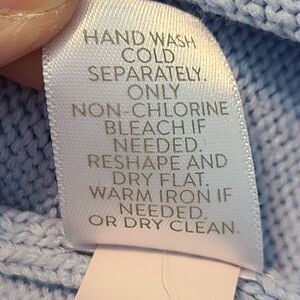 HAND WASH
COLD
SEPARATELY.
ONLY
NON-CHLORINE
BLEACH IF
NEEDED.
RESHAPE AND
DRY FLAT.
WARM IRON IF
NEEDED.
OR DRY CLEAN.